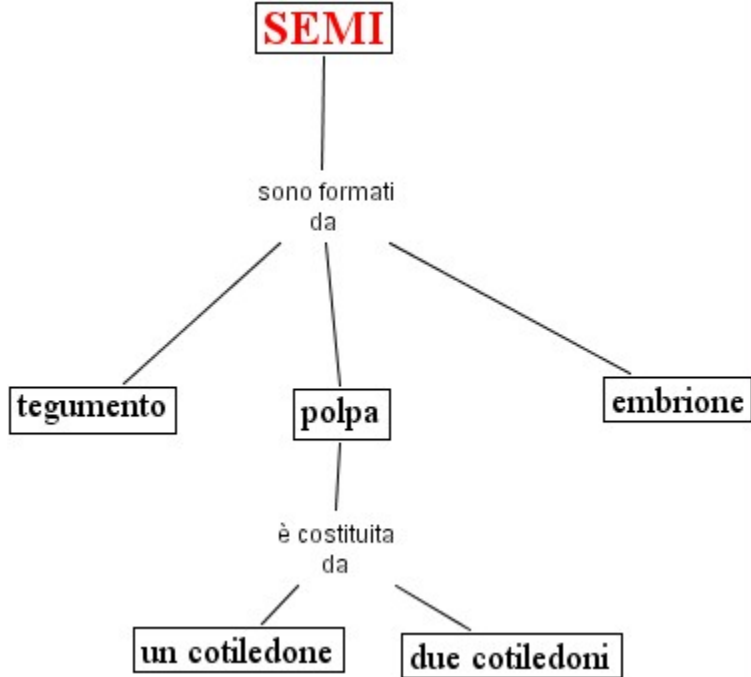 SEMI
sono formati
da
tegumento
polpa
embrione
è costituita
da
un cotiledone
due cotiledoni